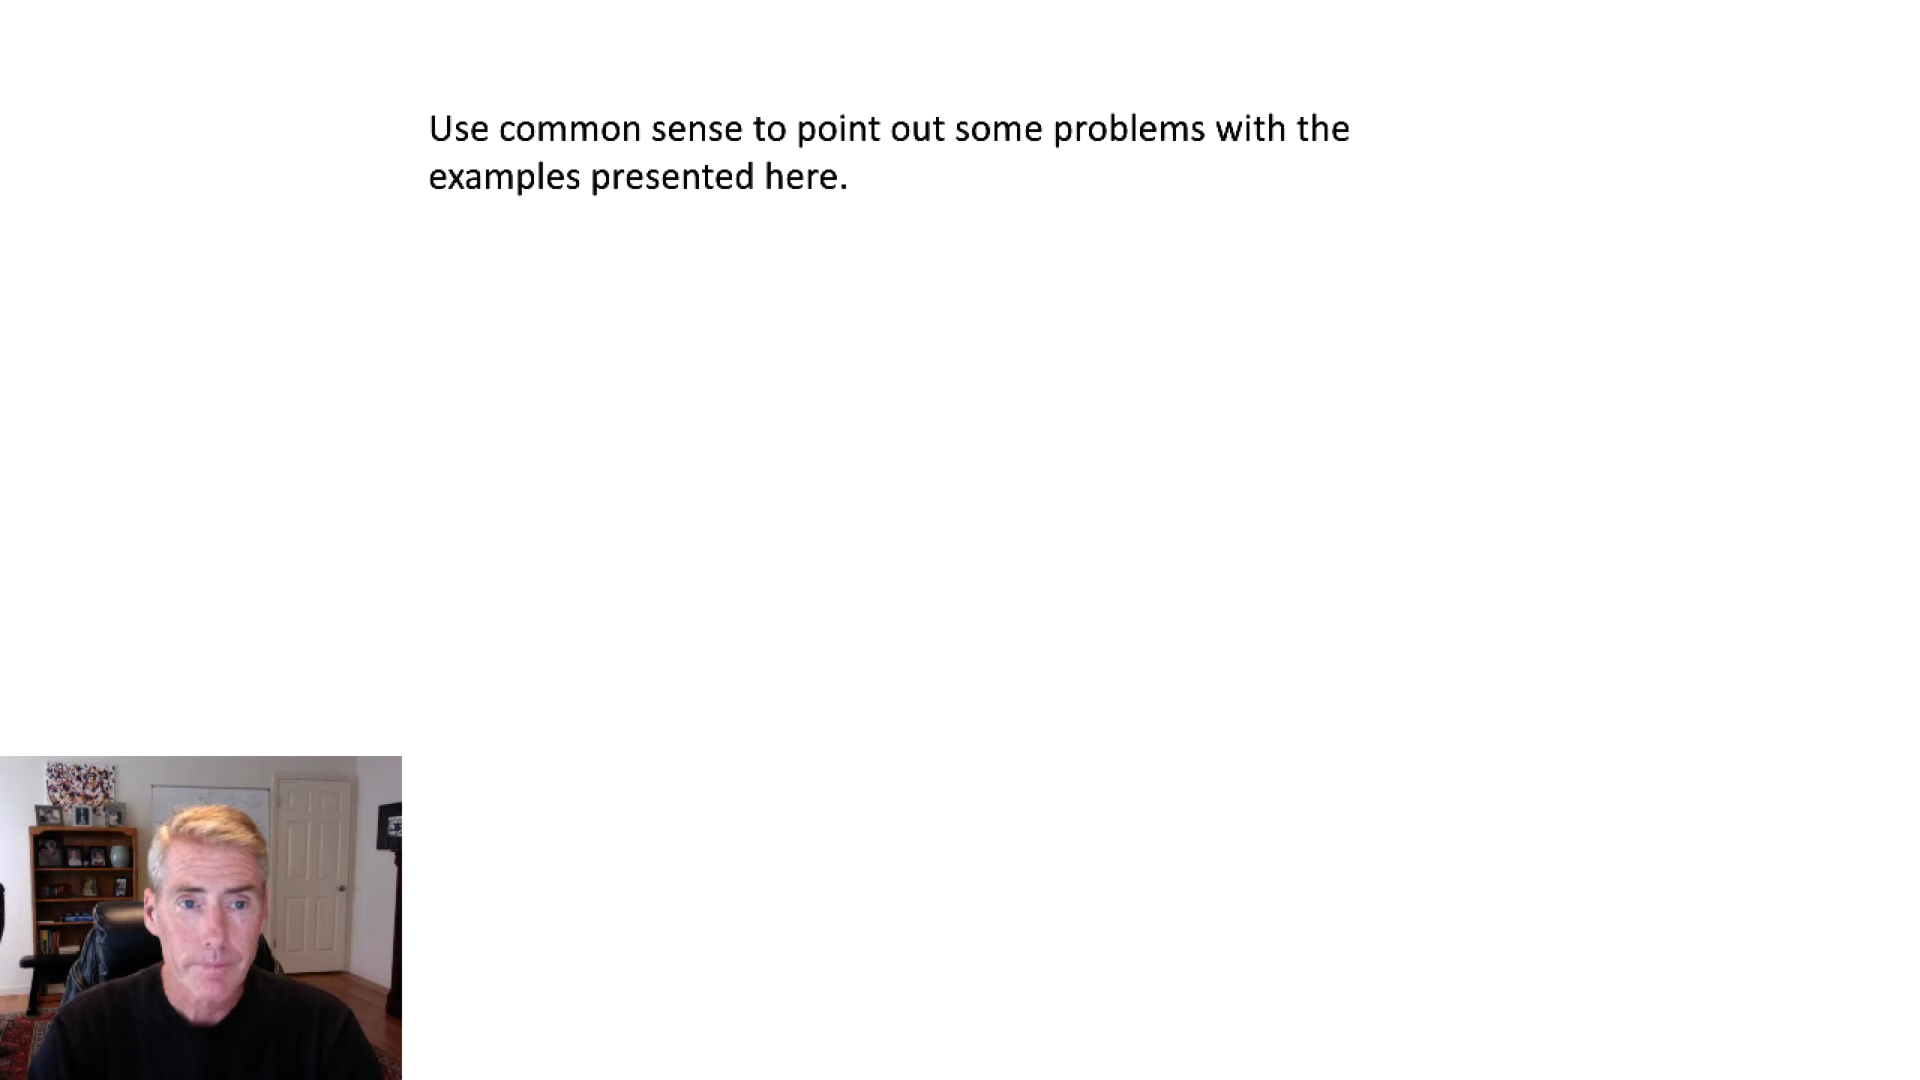 Use common sense to point out some problems with the
examples presented here.